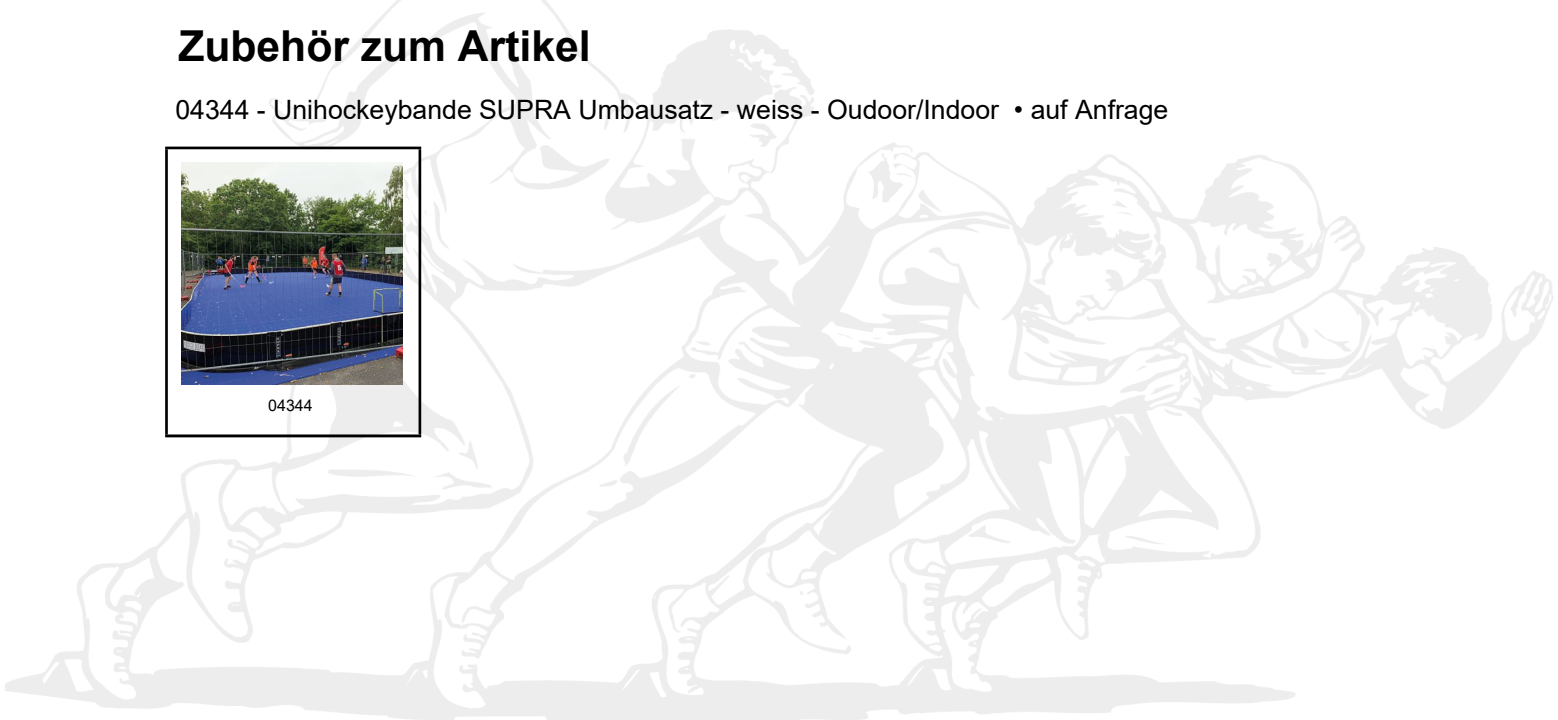 Zubehör zum Artikel
04344 - Unihockeybande SUPRA Umbausatz - weiss - Oudoor/Indoor • auf Anfrage
04344